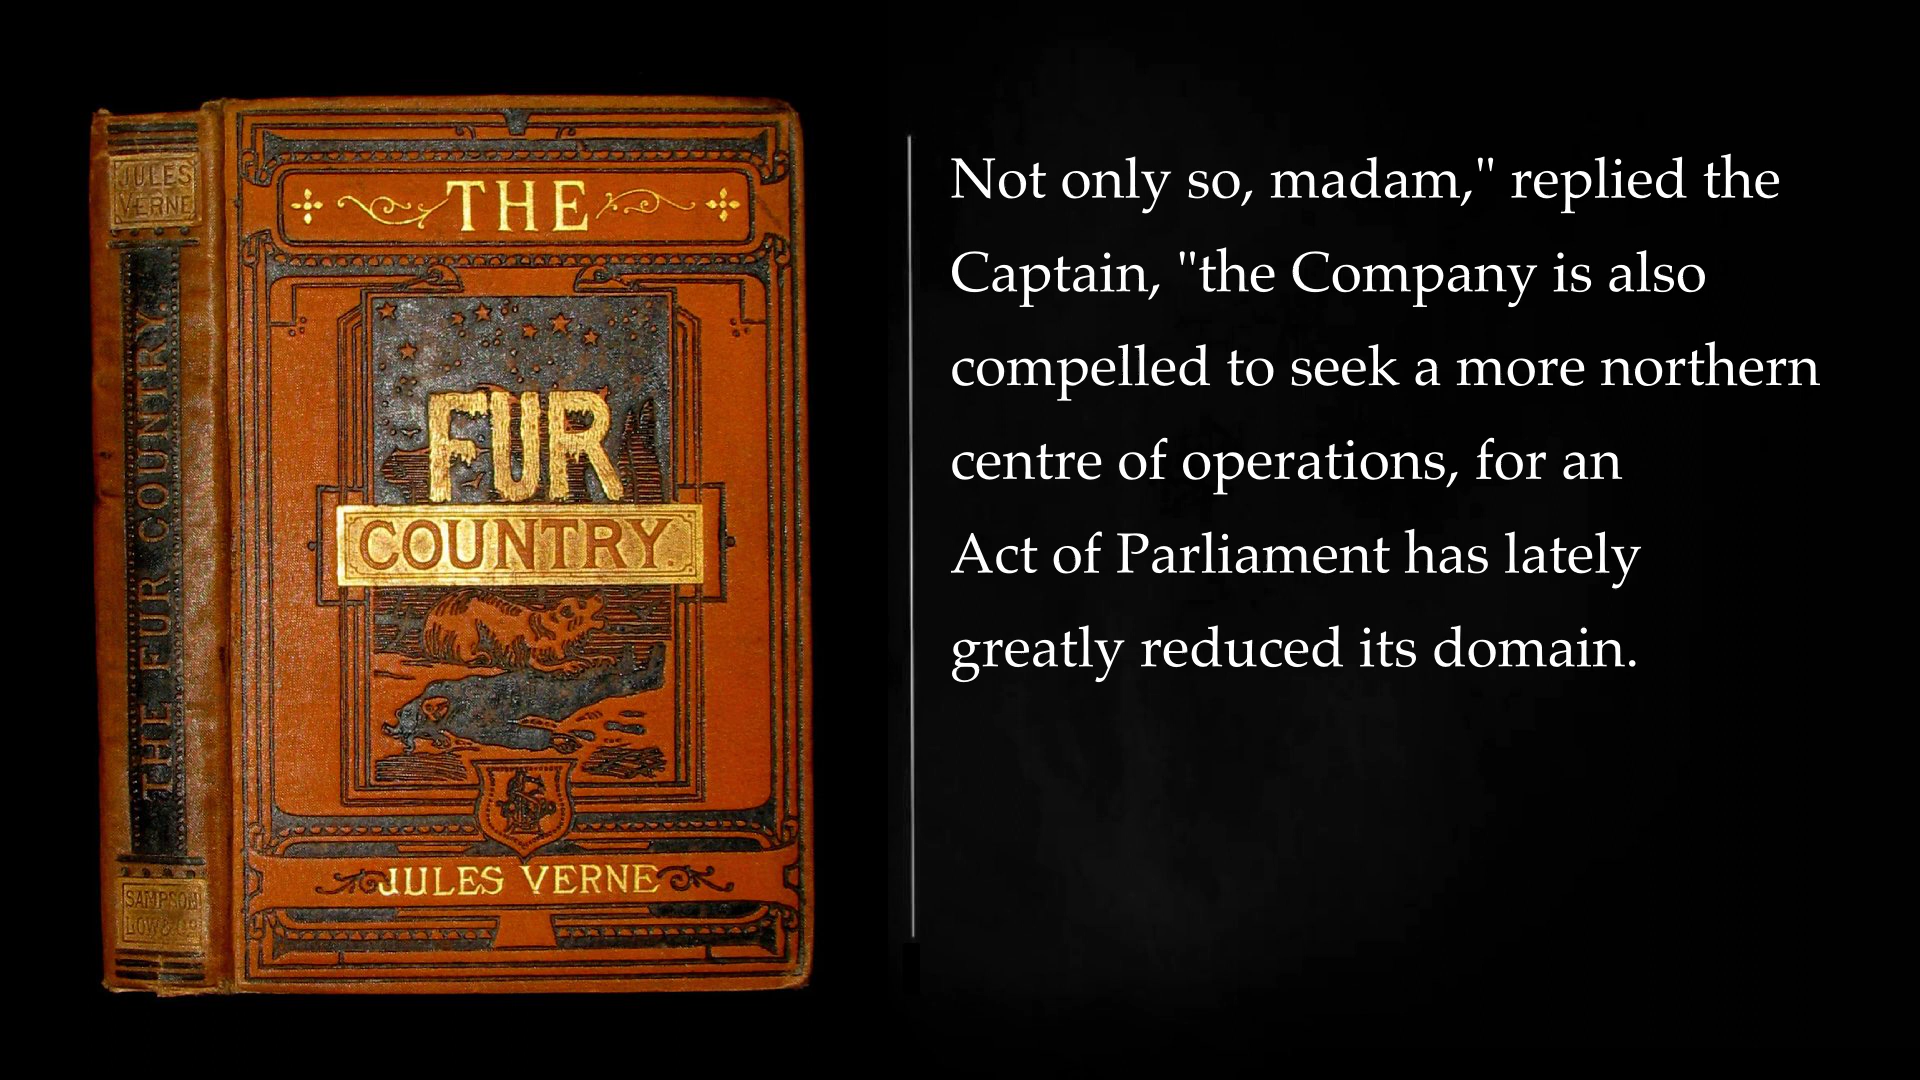 JULES
VERNE
THE FUR COUNTRY.
SAMPSON
LOW & Co
THE
FUR
COUNTRY.
JULES VERNE
Not only so, madam," replied the
Captain, "the Company is also
compelled to seek a more northern
centre of operations, for an
Act of Parliament has lately
greatly reduced its domain.